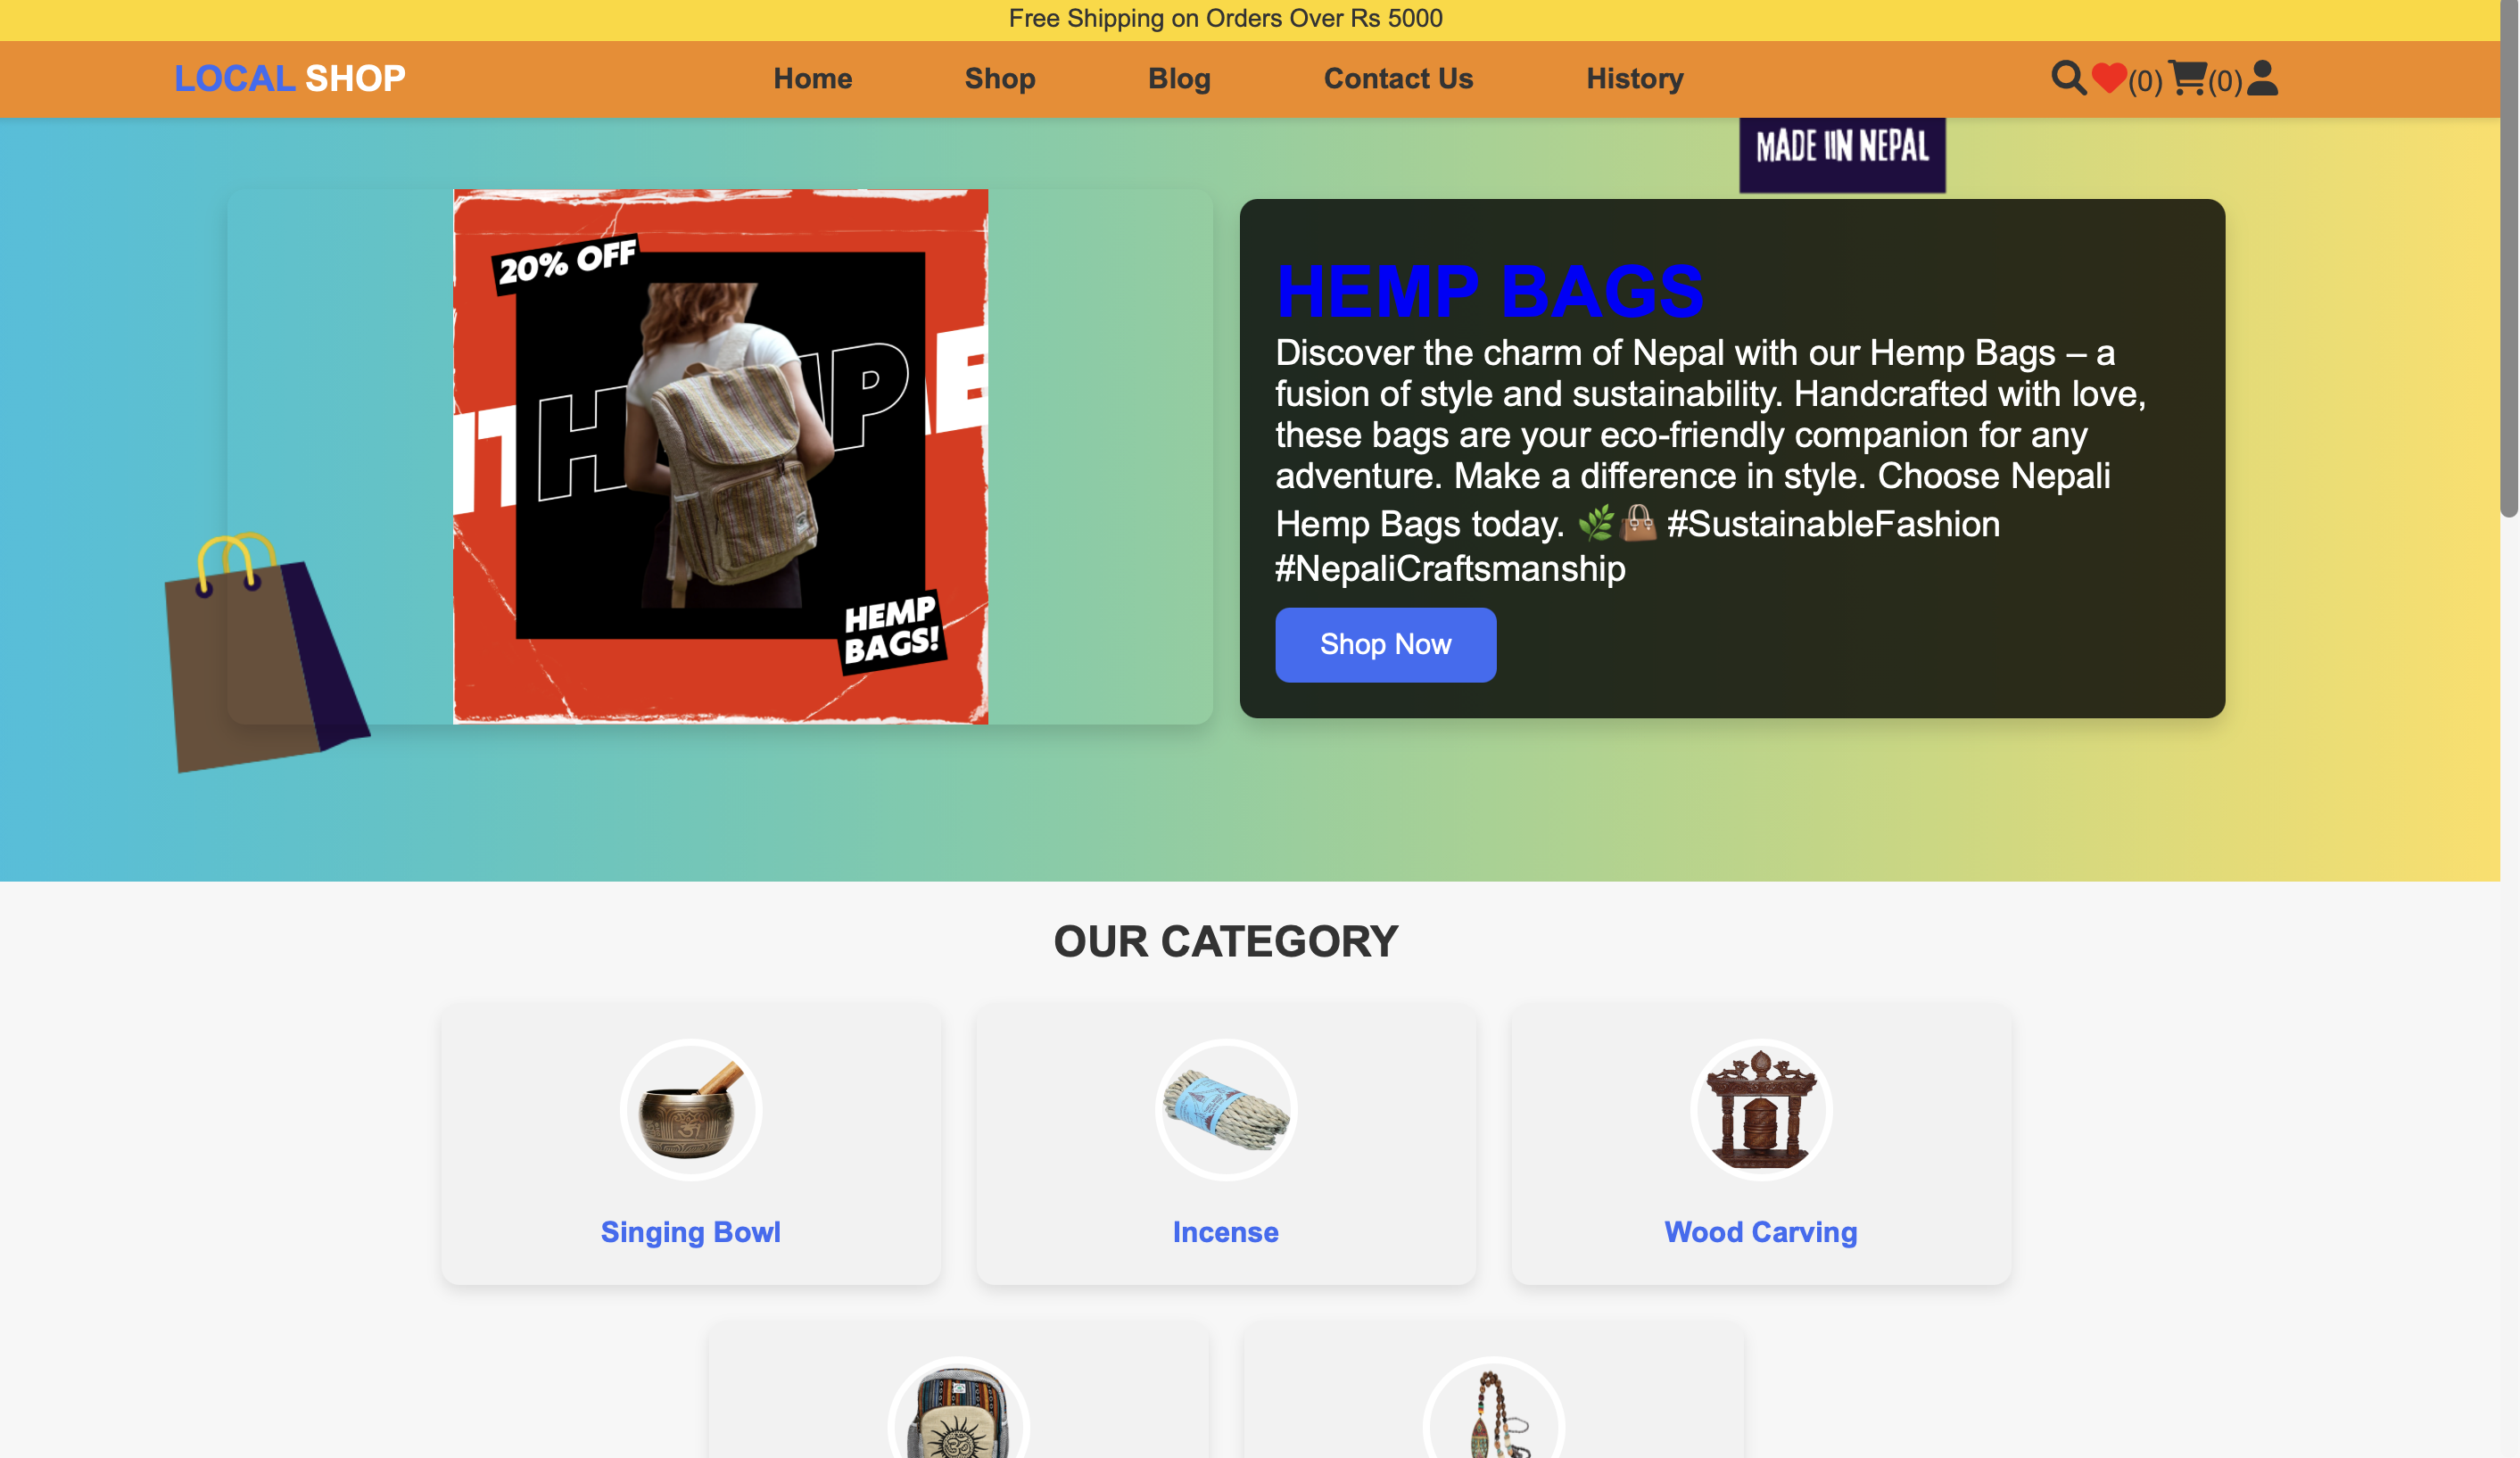 Free Shipping on Orders Over Rs 5000
LOCAL SHOP
Home
Shop
Blog
Contact Us
History
(0)
(0)
MADE IIN NEPAL
20% OFF
HEMP
HEMP
BAGS!
HEMP BAGS
Discover the charm of Nepal with our Hemp Bags – a
fusion of style and sustainability. Handcrafted with love,
these bags are your eco-friendly companion for any
adventure. Make a difference in style. Choose Nepali
Hemp Bags today. 🌿👜 #SustainableFashion
#NepaliCraftsmanship
Shop Now
OUR CATEGORY
Singing Bowl
Incense
Wood Carving